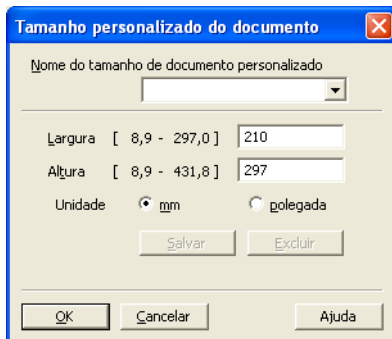 Tamanho personalizado do documento
Nome do tamanho de documento personalizado
Largura [ 8,9 - 297,0 ] 210
Altura [ 8,9 - 431,8 ] 297
Unidade mm polegada
Salvar Excluir
OK Cancelar Ajuda